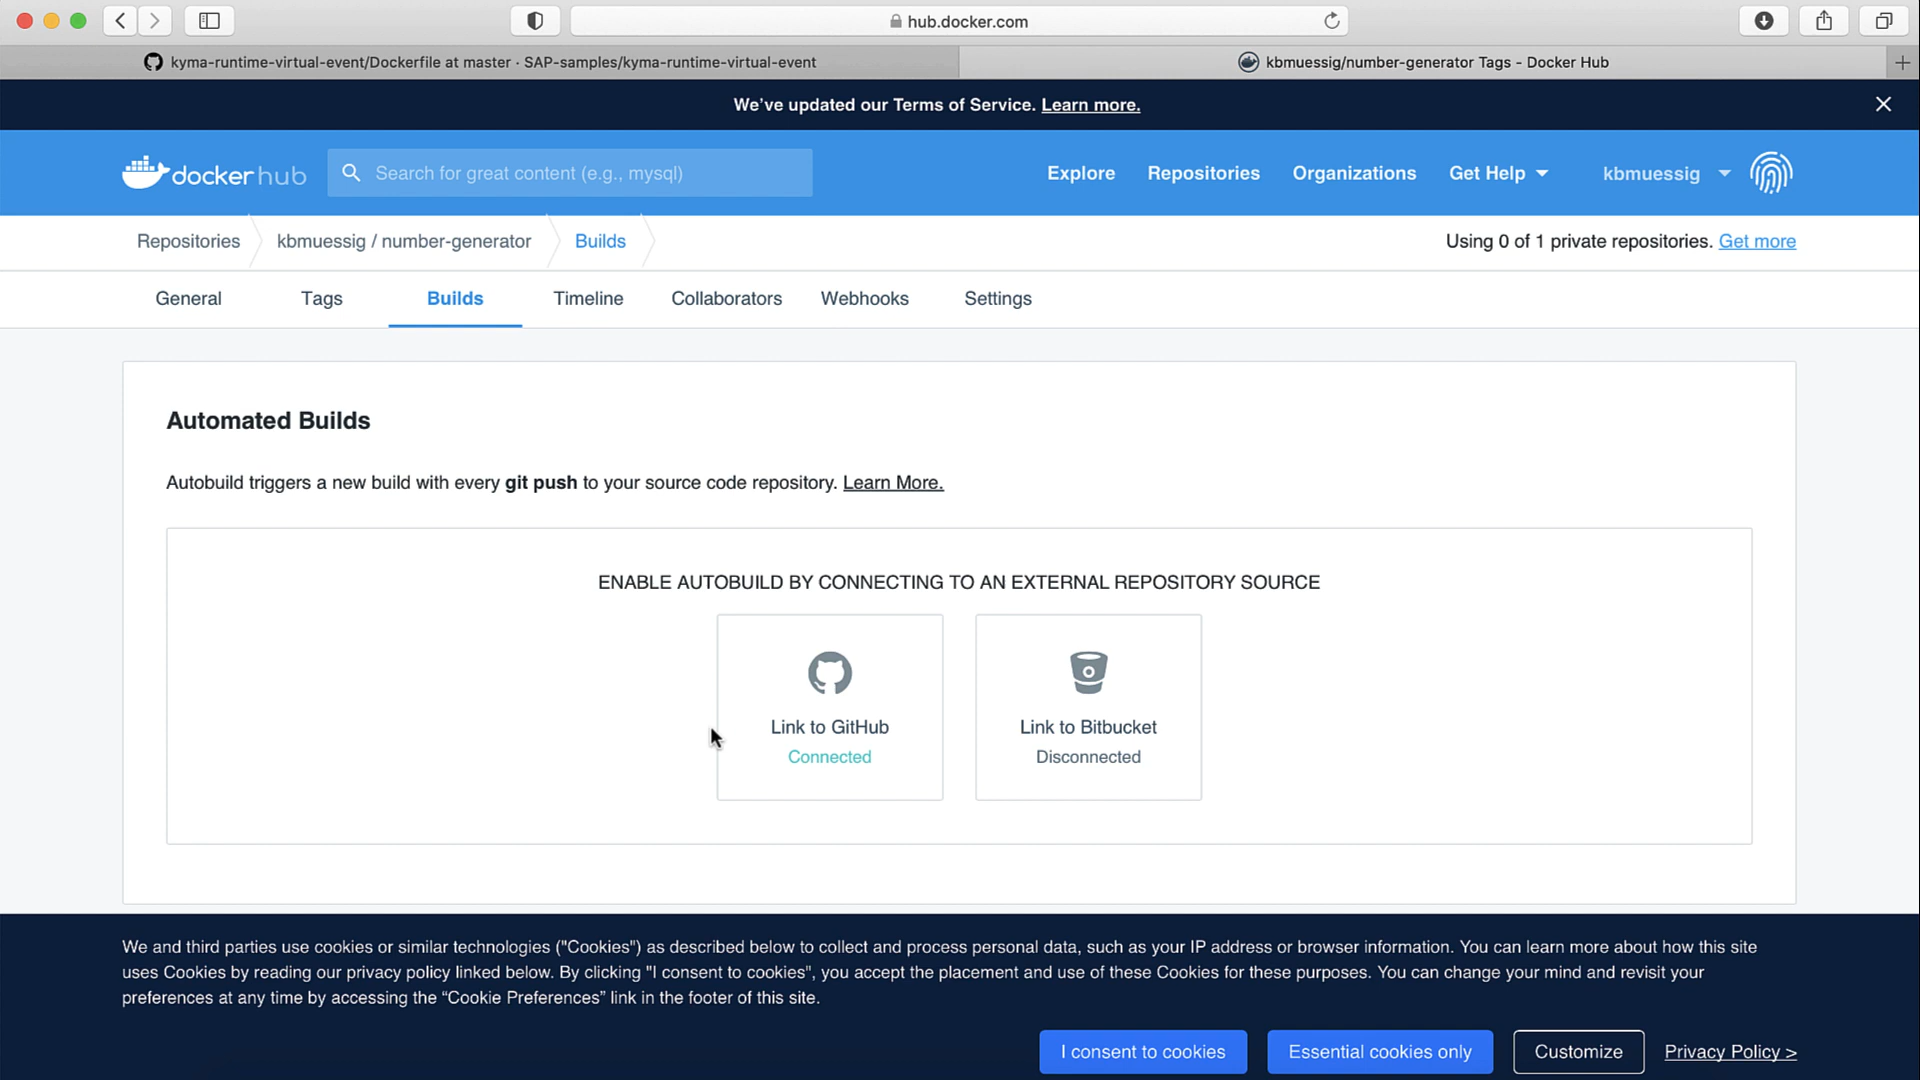 hub.docker.com
kyma-runtime-virtual-event/Dockerfile at master · SAP-samples/kyma-runtime-virtual-event
kbmuessig/number-generator Tags - Docker Hub
We've updated our Terms of Service. Learn more.
dockerhub
Search for great content (e.g., mysql)
Explore
Repositories
Organizations
Get Help
kbmuessig
Repositories
kbmuessig / number-generator
Builds
Using 0 of 1 private repositories. Get more
General
Tags
Builds
Timeline
Collaborators
Webhooks
Settings
Automated Builds
Autobuild triggers a new build with every git push to your source code repository. Learn More.
ENABLE AUTOBUILD BY CONNECTING TO AN EXTERNAL REPOSITORY SOURCE
Link to GitHub
Connected
Link to Bitbucket
Disconnected
We and third parties use cookies or similar technologies ("Cookies") as described below to collect and process personal data, such as your IP address or browser information. You can learn more about how this site
uses Cookies by reading our privacy policy linked below. By clicking "I consent to cookies", you accept the placement and use of these Cookies for these purposes. You can change your mind and revisit your
preferences at any time by accessing the “Cookie Preferences” link in the footer of this site.
I consent to cookies
Essential cookies only
Customize
Privacy Policy >